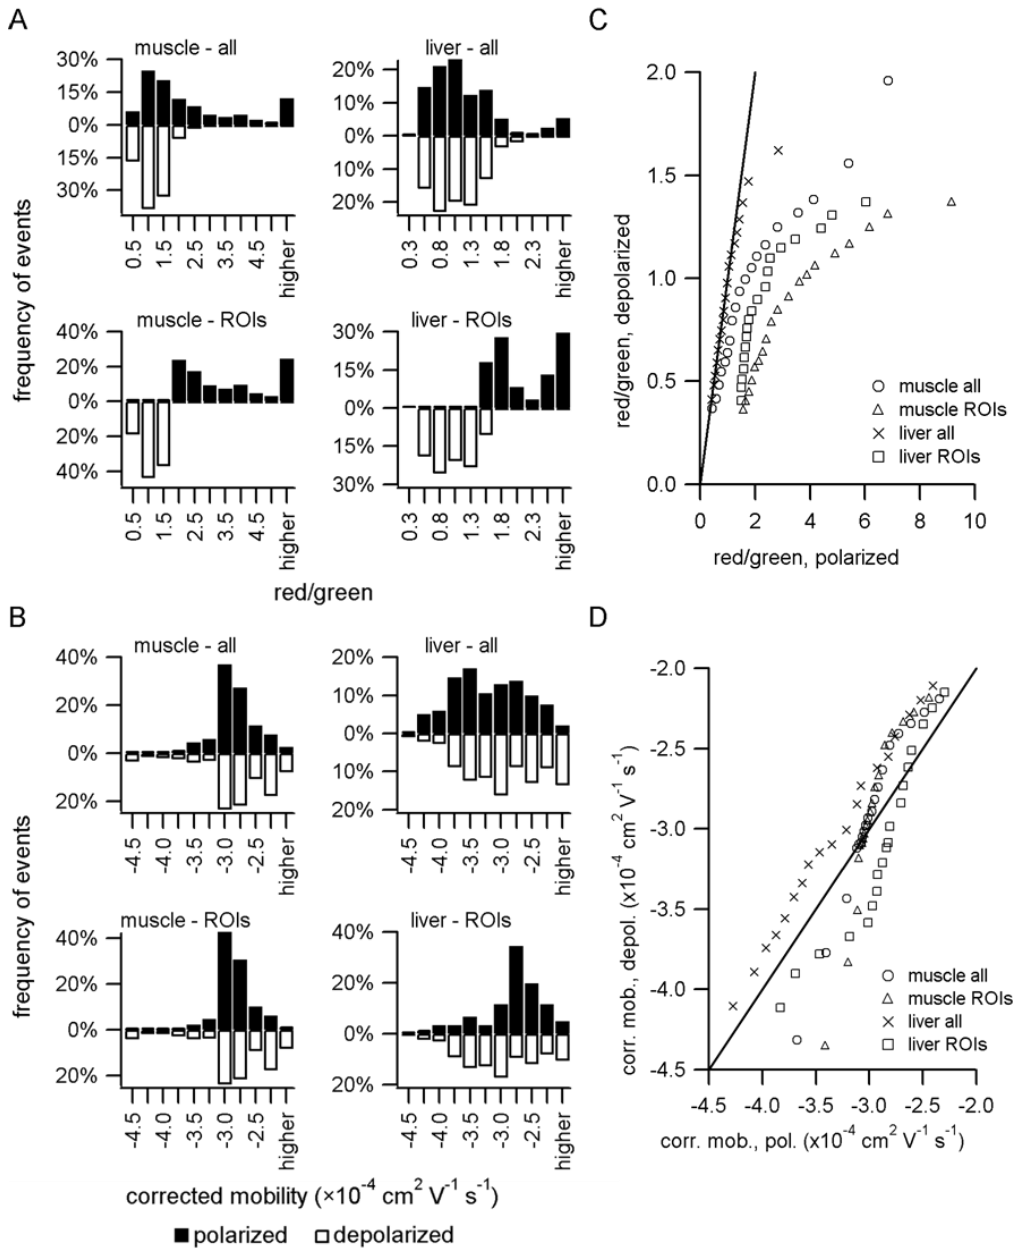 A
muscle - all
30%
15%
0%
15%
30%
0.5
1.5
2.5
3.5
4.5
higher
liver - all
20%
10%
0%
10%
20%
0.3
0.8
1.3
1.8
2.3
higher
muscle - ROIs
40%
20%
0%
20%
40%
0.5
1.5
2.5
3.5
4.5
higher
liver - ROIs
30%
15%
0%
15%
30%
0.3
0.8
1.3
1.8
2.3
higher
frequency of events
red/green
B
muscle - all
40%
20%
0%
20%
-4.5
-4.0
-3.5
-3.0
-2.5
higher
liver - all
20%
10%
0%
10%
20%
-4.5
-4.0
-3.5
-3.0
-2.5
higher
muscle - ROIs
40%
20%
0%
20%
-4.5
-4.0
-3.5
-3.0
-2.5
higher
liver - ROIs
40%
20%
0%
20%
-4.5
-4.0
-3.5
-3.0
-2.5
higher
frequency of events
corrected mobility (×10⁻⁴ cm² V⁻¹ s⁻¹)
polarized depolarized
C
2.0
1.5
1.0
0.5
0.0
0 2 4 6 8 10
red/green, depolarized
red/green, polarized
muscle all
muscle ROIs
liver all
liver ROIs
D
-2.0
-2.5
-3.0
-3.5
-4.0
-4.5
-4.5 -4.0 -3.5 -3.0 -2.5 -2.0
corr. mob., depol. (x10⁻⁴ cm² V⁻¹ s⁻¹)
corr. mob., pol. (x10⁻⁴ cm² V⁻¹ s⁻¹)
muscle all
muscle ROIs
liver all
liver ROIs